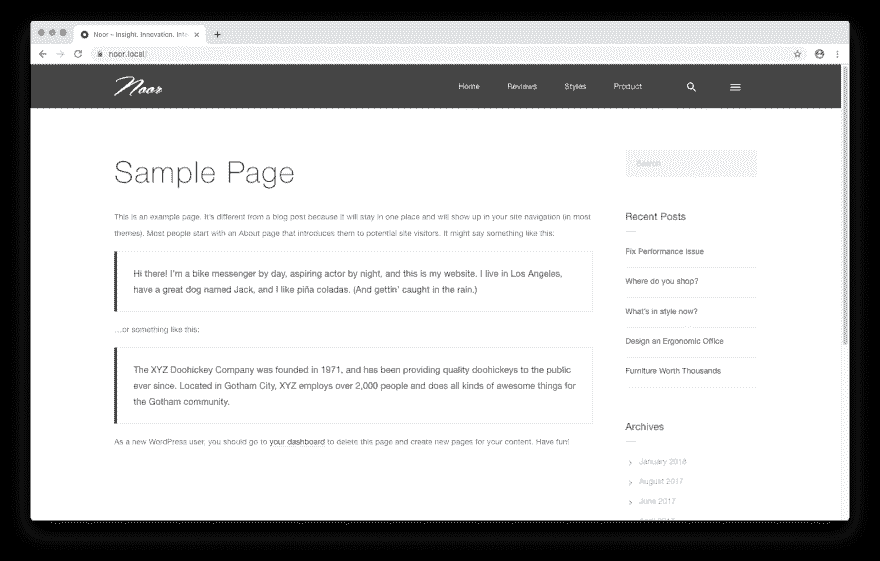 Noor – Insight. Innovation. Inte
noor.local
Noor
Home Reviews Styles Product
Sample Page
This is an example page. It's different from a blog post because it will stay in one place and will show up in your site navigation (in most
themes). Most people start with an About page that introduces them to potential site visitors. It might say something like this:
Hi there! I'm a bike messenger by day, aspiring actor by night, and this is my website. I live in Los Angeles,
have a great dog named Jack, and I like piña coladas. (And gettin' caught in the rain.)
…or something like this:
The XYZ Doohickey Company was founded in 1971, and has been providing quality doohickeys to the public
ever since. Located in Gotham City, XYZ employs over 2,000 people and does all kinds of awesome things for
the Gotham community.
As a new WordPress user, you should go to your dashboard to delete this page and create new pages for your content. Have fun!
Search
Recent Posts
Fix Performance Issue
Where do you shop?
What's in style now?
Design an Ergonomic Office
Furniture Worth Thousands
Archives
January 2018
August 2017
June 2017